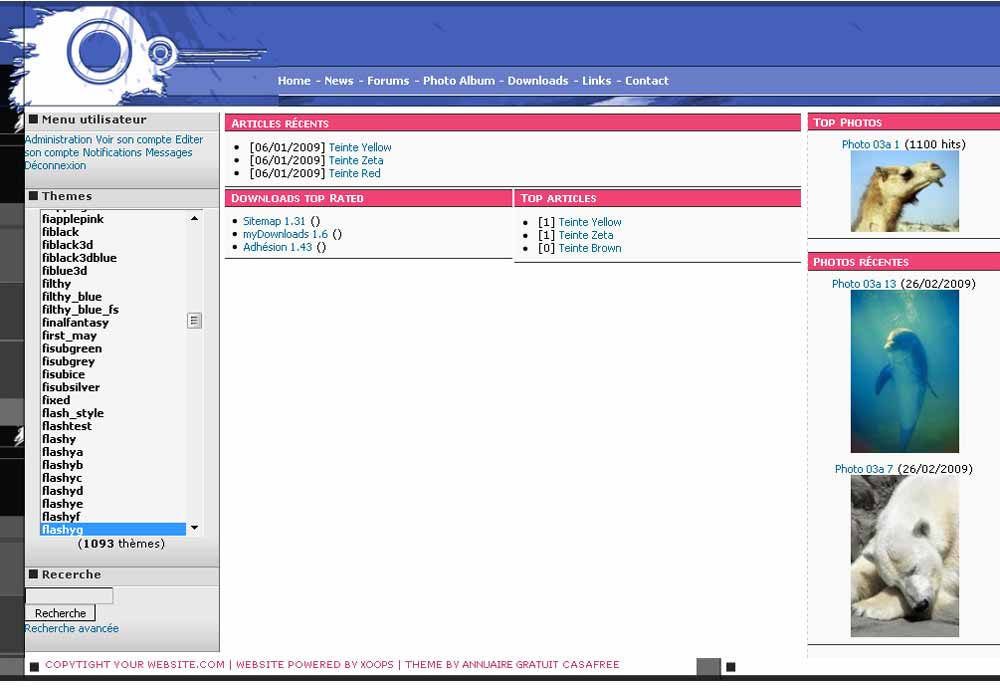 Home - News - Forums - Photo Album - Downloads - Links - Contact
Menu utilisateur
Administration Voir son compte Editer
son compte Notifications Messages
Déconnexion
Themes
fiapplepink
fiblack
fiblack3d
fiblack3dblue
fiblue3d
filthy
filthy_blue
filthy_blue_fs
finalfantasy
first_may
fisubgreen
fisubgrey
fisubice
fisubsilver
fixed
flash_style
flashtest
flashy
flashya
flashyb
flashyc
flashyd
flashye
flashyf
flashyg
(1093 thèmes)
Recerche
Recherche
Recherche avancée
Articles récents
[06/01/2009] Teinte Yellow
[06/01/2009] Teinte Zeta
[06/01/2009] Teinte Red
Downloads top Rated
Sitemap 1.31 ()
myDownloads 1.6 ()
Adhésion 1.43 ()
Top articles
[1] Teinte Yellow
[1] Teinte Zeta
[0] Teinte Brown
Top Photos
Photo 03a 1 (1100 hits)
Photos récentes
Photo 03a 13 (26/02/2009)
Photo 03a 7 (26/02/2009)
COPYTIGHT YOUR WEBSITE.COM | WEBSITE POWERED BY XOOPS | THEME BY ANNUAIRE GRATUIT CASAFREE